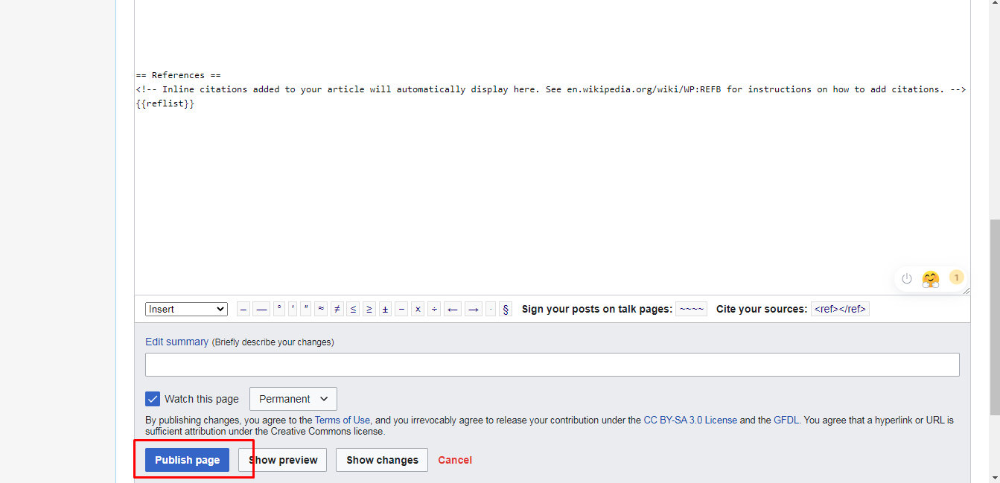 == References ==
<!-- Inline citations added to your article will automatically display here. See en.wikipedia.org/wiki/WP:REFB for instructions on how to add citations. -->
{{reflist}}
1
Insert – — ° ′ ″ ≈ ≠ ≤ ≥ ± − × ÷ ← → · § Sign your posts on talk pages: ~~~~ Cite your sources: <ref></ref>
Edit summary (Briefly describe your changes)
Watch this page Permanent
By publishing changes, you agree to the Terms of Use, and you irrevocably agree to release your contribution under the CC BY-SA 3.0 License and the GFDL. You agree that a hyperlink or URL is
sufficient attribution under the Creative Commons license.
Publish page Show preview Show changes Cancel